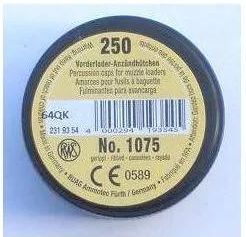 250
Vorderlader-Anzündhütchen
Percussion caps for muzzle loaders
Amorces pour fusils à baguette
Fulminantes para avancarga
64QK
231 93 54
4 000294 193545
RWS
No. 1075
gerippt - ribbed - cannelées - rayado
CE 0589
RUAG Ammotec Fürth / Germany